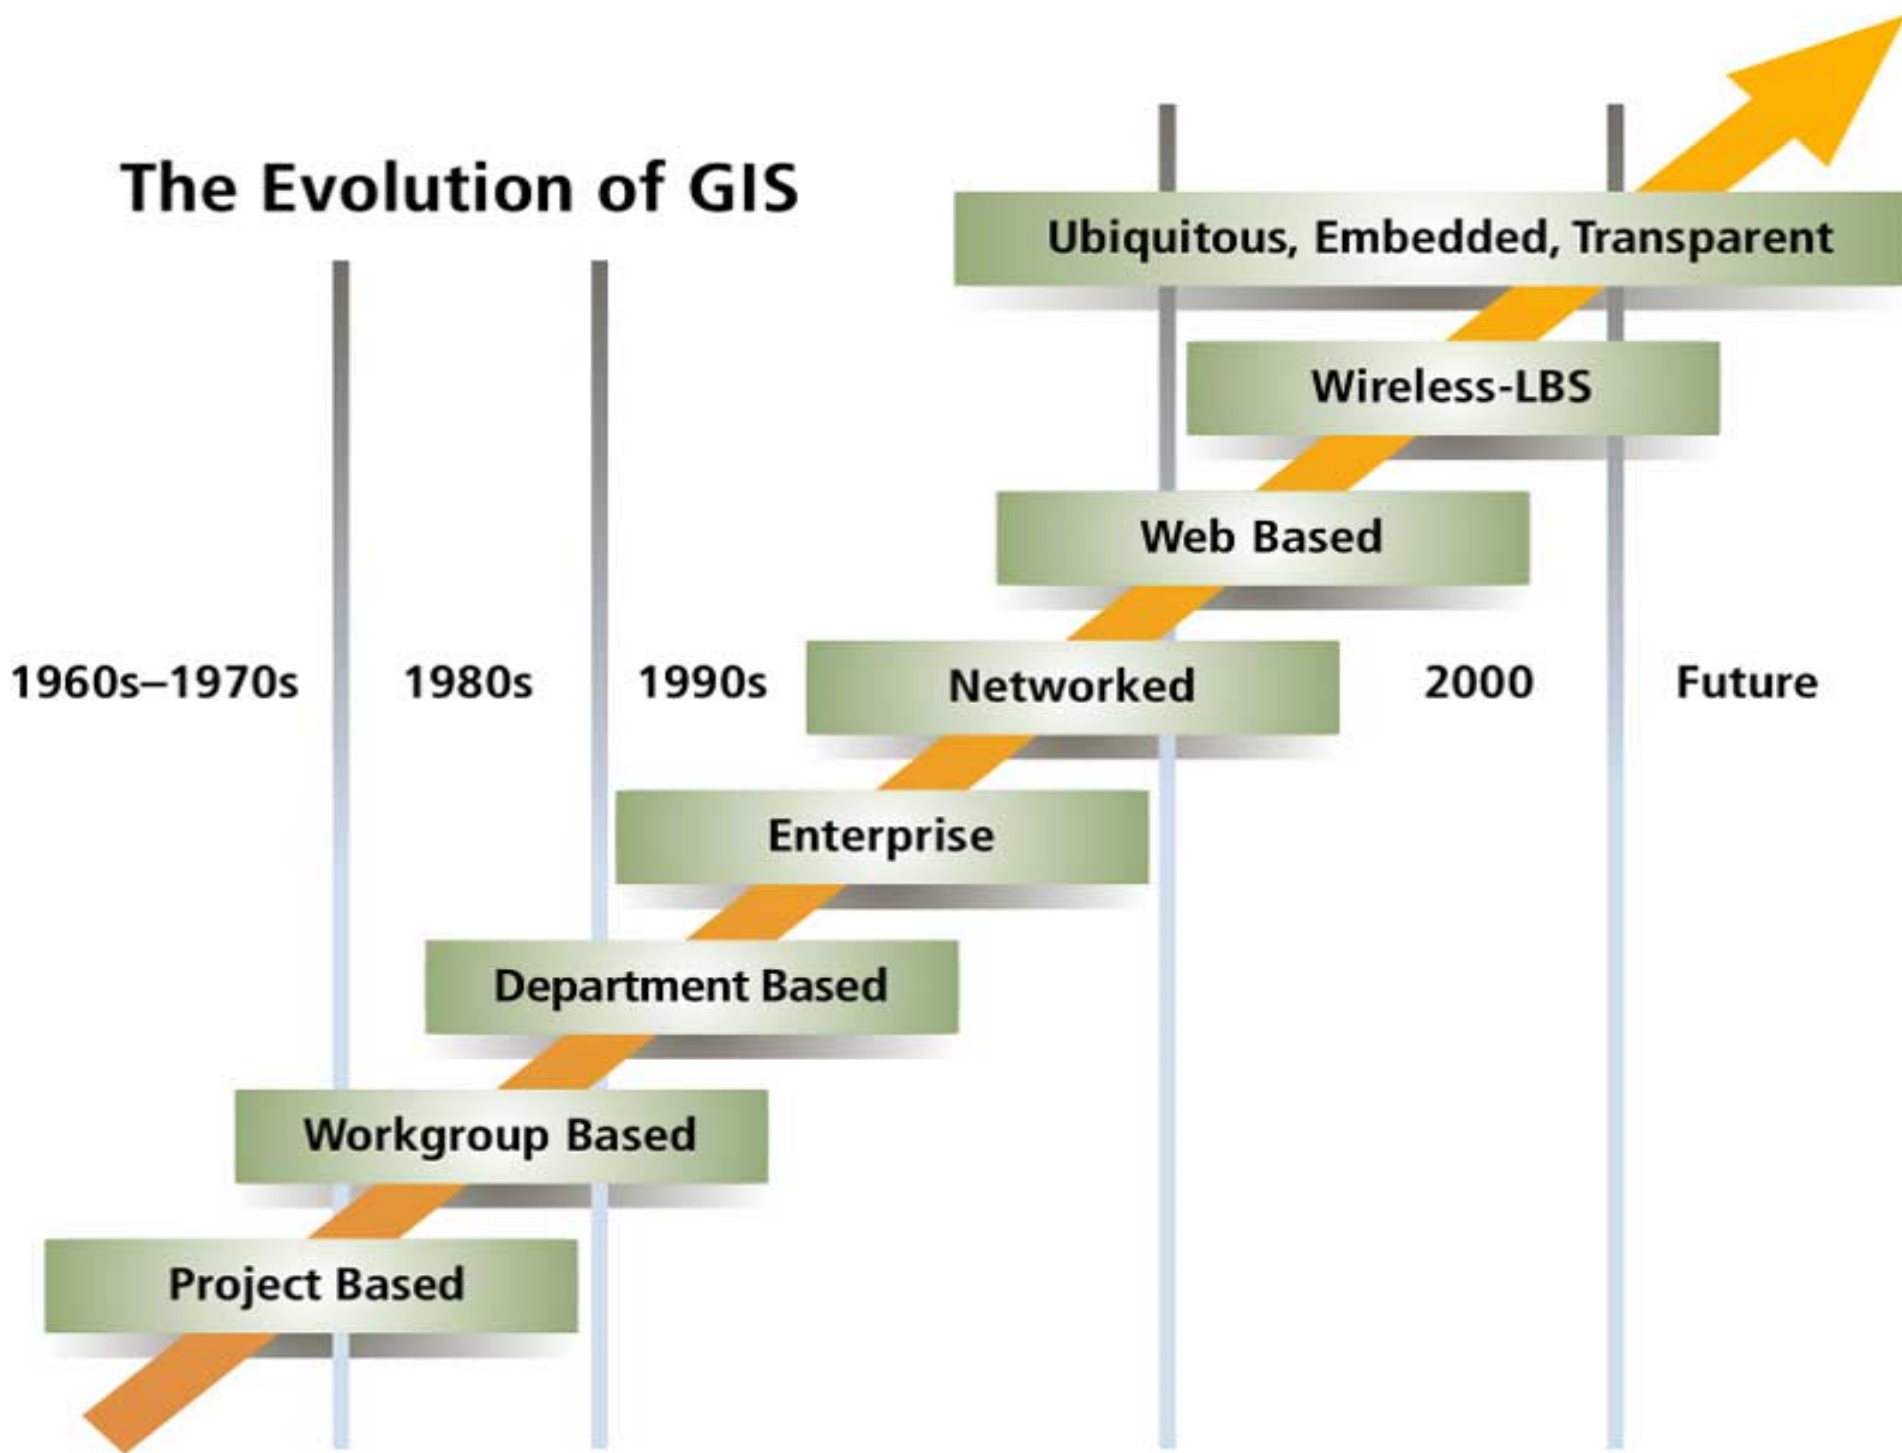 The Evolution of GIS
Ubiquitous, Embedded, Transparent
Wireless-LBS
Web Based
1960s–1970s
1980s
1990s
Networked
2000
Future
Enterprise
Department Based
Workgroup Based
Project Based